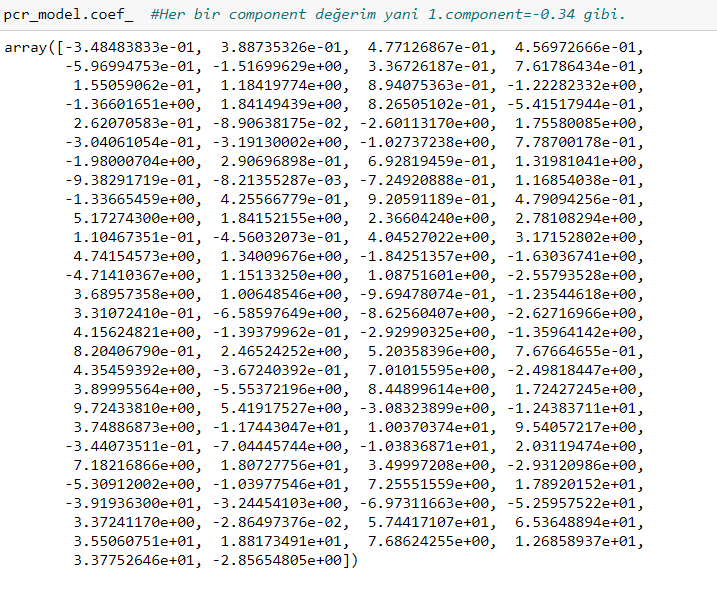 pcr_model.coef_  #Her bir component değerim yani 1.component=-0.34 gibi.
array([-3.48483833e-01,  3.88735326e-01,  4.77126867e-01,  4.56972666e-01,
       -5.96994753e-01, -1.51699629e+00,  3.36726187e-01,  7.61786434e-01,
        1.55059062e-01,  1.18419774e+00,  8.94075363e-01, -1.22282332e+00,
       -1.36601651e+00,  1.84149439e+00,  8.26505102e-01, -5.41517944e-01,
        2.62070583e-01, -8.90638175e-02, -2.60113170e+00,  1.75580085e+00,
       -3.04061054e-01, -3.19130002e+00, -1.02737238e+00,  7.78700178e-01,
       -1.98000704e+00,  2.90696898e-01,  6.92819459e-01,  1.31981041e+00,
       -9.38291719e-01, -8.21355287e-03, -7.24920888e-01,  1.16854038e-01,
       -1.33665459e+00,  4.25566779e-01,  9.20591189e-01,  4.79094256e-01,
        5.17274300e+00,  1.84152155e+00,  2.36604240e+00,  2.78108294e+00,
        1.10467351e-01, -4.56032073e-01,  4.04527022e+00,  3.17152802e+00,
        4.74154573e+00,  1.34009676e+00, -1.84251357e+00, -1.63036741e+00,
       -4.71410367e+00,  1.15133250e+00,  1.08751601e+00, -2.55793528e+00,
        3.68957358e+00,  1.00648546e+00, -9.69478074e-01, -1.23544618e+00,
        3.31072410e-01, -6.58597649e+00, -8.62560407e+00, -2.62716966e+00,
        4.15624821e+00, -1.39379962e-01, -2.92990325e+00, -1.35964142e+00,
        8.20406790e-01,  2.46524252e+00,  5.20358396e+00,  7.67664655e-01,
        4.35459392e+00, -3.67240392e-01,  7.01015595e+00, -2.49818447e+00,
        3.89995564e+00, -5.55372196e+00,  8.44899614e+00,  1.72427245e+00,
        9.72433810e+00,  5.41917527e+00, -3.08323899e+00, -1.24383711e+01,
        3.74886873e+00, -1.17443047e+01,  1.00370374e+01,  9.54057217e+00,
       -3.44073511e-01, -7.04445744e+00, -1.03836871e+01,  2.03119474e+00,
        7.18216866e+00,  1.80727756e+01,  3.49997208e+00, -2.93120986e+00,
       -5.30912002e+00, -1.03977546e+01,  7.25551559e+00,  1.78920152e+01,
       -3.91936300e+01, -3.24454103e+00, -6.97311663e+00, -5.25957522e+01,
        3.37241170e+00, -2.86497376e-02,  5.74417107e+01,  6.53648894e+01,
        3.55060751e+01,  1.88173491e+01,  7.68624255e+00,  1.26858937e+01,
        3.37752646e+01, -2.85654805e+00])